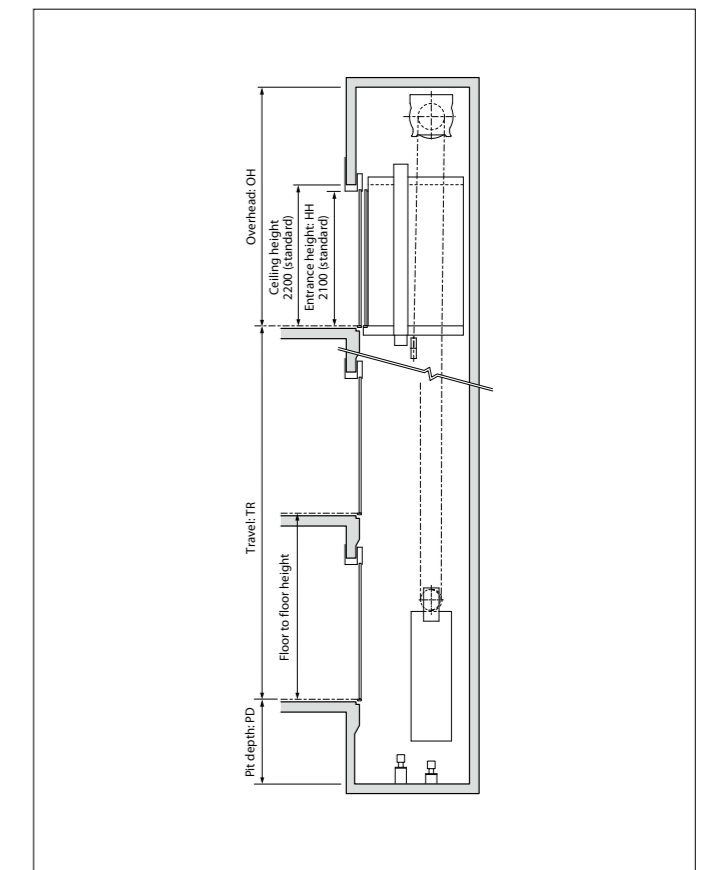 Overhead: OH
Ceiling height
2200 (standard)
Entrance height: HH
2100 (standard)
Travel: TR
Floor to floor height
Pit depth: PD